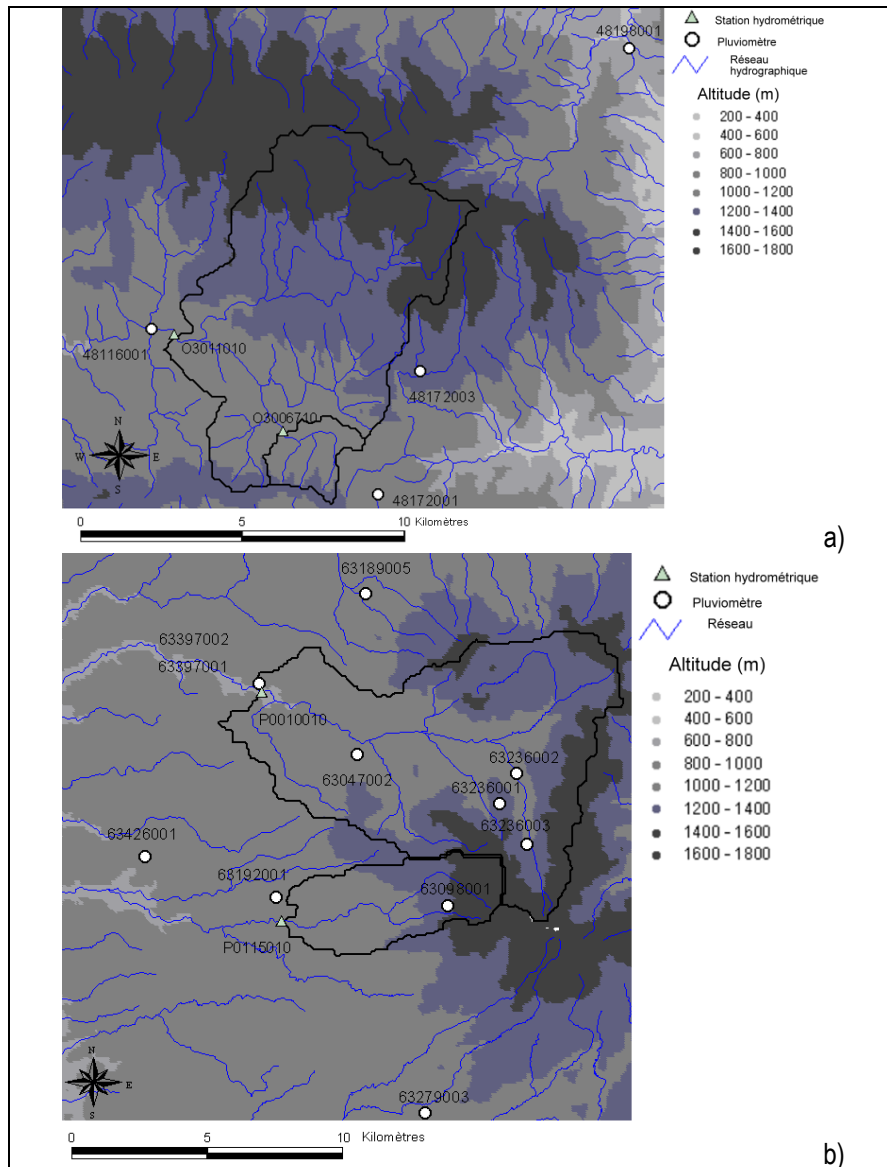 48198001
Station hydrométrique
Pluviomètre
Réseau
hydrographique
Altitude (m)
200 - 400
400 - 600
600 - 800
800 - 1000
1000 - 1200
1200 - 1400
1400 - 1600
1600 - 1800
48116001
O3011010
48172003
O3006710
48172001
N
W
E
S
0
5
10
Kilomètres
a)
63189005
63397002
63397001
P0010010
63047002
63236002
63236001
63236003
63426001
63192001
63098001
P0115010
63279003
Station hydrométrique
Pluviomètre
Réseau
Altitude (m)
200 - 400
400 - 600
600 - 800
800 - 1000
1000 - 1200
1200 - 1400
1400 - 1600
1600 - 1800
N
E
S
0
5
10
Kilomètres
b)